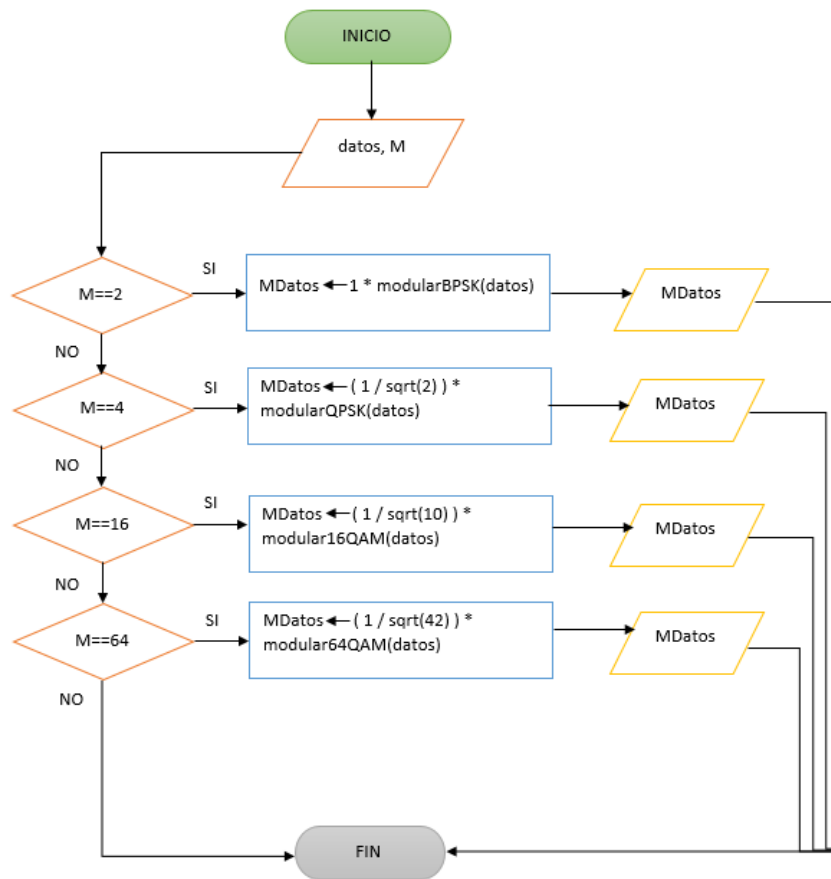 INICIO
datos, M
SI
M==2
MDatos ← 1 * modularBPSK(datos)
MDatos
NO
SI
M==4
MDatos ← ( 1 / sqrt(2) ) *
modularQPSK(datos)
MDatos
NO
SI
M==16
MDatos ← ( 1 / sqrt(10) ) *
modular16QAM(datos)
MDatos
NO
SI
M==64
MDatos ← ( 1 / sqrt(42) ) *
modular64QAM(datos)
MDatos
NO
FIN